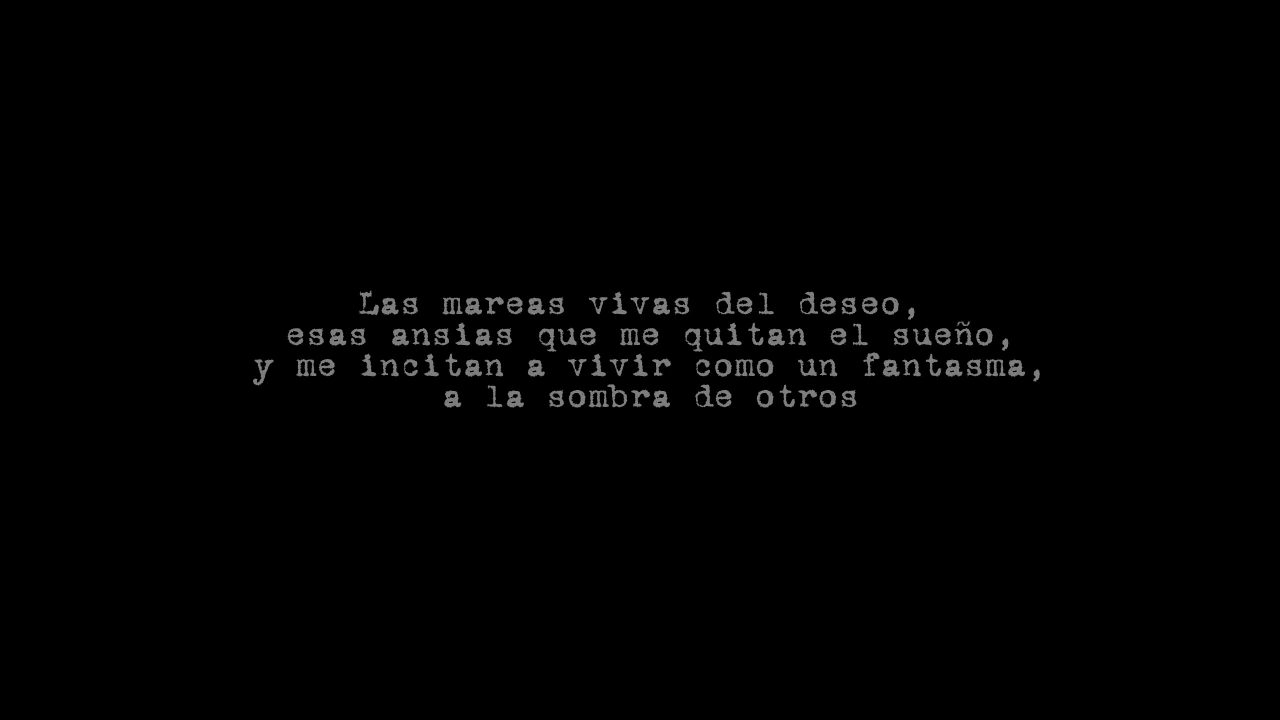 Las mareas vivas del deseo,
esas ansias que me quitan el sueño,
y me incitan a vivir como un fantasma,
a la sombra de otros